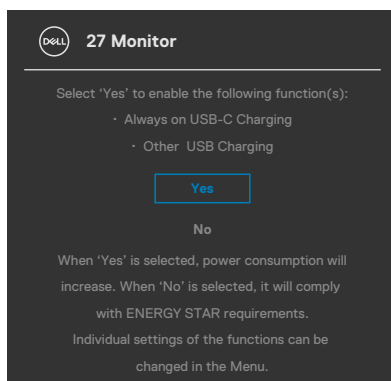 DELL 27 Monitor
Select ‘Yes’ to enable the following function(s):
· Always on USB-C Charging
· Other USB Charging
Yes
No
When ‘Yes’ is selected, power consumption will
increase. When ‘No’ is selected, it will comply
with ENERGY STAR requirements.
Individual settings of the functions can be
changed in the Menu.